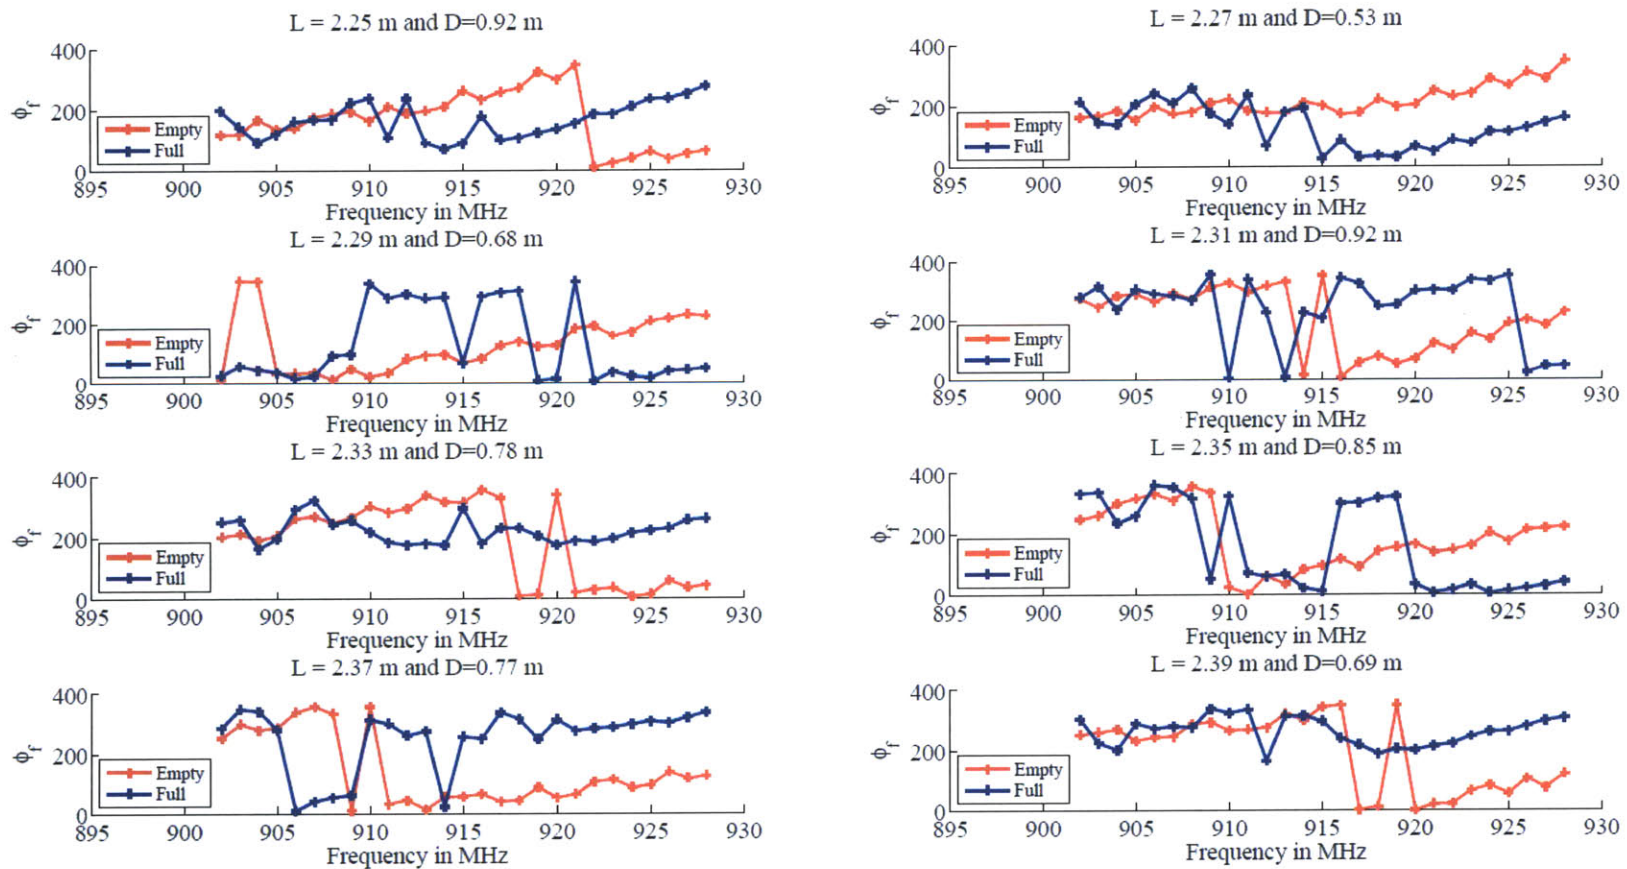 L = 2.25 m and D=0.92 m
400
200
0
ϕf
Empty
Full
895 900 905 910 915 920 925 930
Frequency in MHz
L = 2.27 m and D=0.53 m
400
200
0
ϕf
Empty
Full
895 900 905 910 915 920 925 930
Frequency in MHz
L = 2.29 m and D=0.68 m
400
200
0
ϕf
Empty
Full
895 900 905 910 915 920 925 930
Frequency in MHz
L = 2.31 m and D=0.92 m
400
200
0
ϕf
Empty
Full
895 900 905 910 915 920 925 930
Frequency in MHz
L = 2.33 m and D=0.78 m
400
200
0
ϕf
Empty
Full
895 900 905 910 915 920 925 930
Frequency in MHz
L = 2.35 m and D=0.85 m
400
200
0
ϕf
Empty
Full
895 900 905 910 915 920 925 930
Frequency in MHz
L = 2.37 m and D=0.77 m
400
200
0
ϕf
Empty
Full
895 900 905 910 915 920 925 930
Frequency in MHz
L = 2.39 m and D=0.69 m
400
200
0
ϕf
Empty
Full
895 900 905 910 915 920 925 930
Frequency in MHz